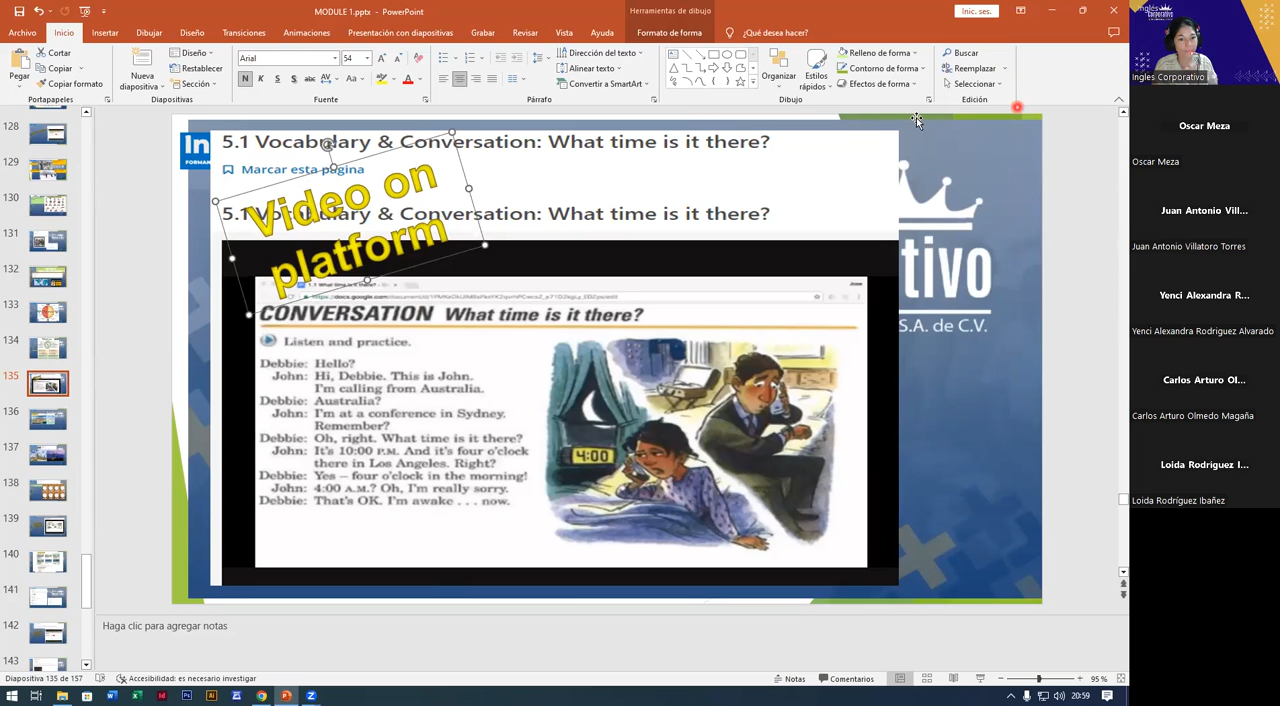 MODULE 1.pptx - PowerPoint
Herramientas de dibujo
Inic. ses.
Archivo
Inicio
Insertar
Dibujar
Diseño
Transiciones
Animaciones
Presentación con diapositivas
Grabar
Revisar
Vista
Ayuda
Formato de forma
¿Qué desea hacer?
Pegar
Cortar
Copiar
Copiar formato
Portapapeles
Nueva diapositiva
Diseño
Restablecer
Sección
Diapositivas
Arial
54
N K S S abc AV Aa A
Fuente
Párrafo
Dirección del texto
Alinear texto
Convertir a SmartArt
Organizar
Estilos rápidos
Relleno de forma
Contorno de forma
Efectos de forma
Dibujo
Buscar
Reemplazar
Seleccionar
Edición
128
129
130
131
132
133
134
135
136
137
138
139
140
141
142
143
In
FORMAN
5.1 Vocabulary & Conversation: What time is it there?
Marcar esta página
5.1 Vocabulary & Conversation: What time is it there?
Video on
platform
CONVERSATION What time is it there?
Listen and practice.
Debbie: Hello?
John: Hi, Debbie. This is John.
I'm calling from Australia.
Debbie: Australia?
John: I'm at a conference in Sydney.
Remember?
Debbie: Oh, right. What time is it there?
John: It's 10:00 P.M. And it's four o'clock
there in Los Angeles. Right?
Debbie: Yes – four o'clock in the morning!
John: 4:00 A.M.? Oh, I'm really sorry.
Debbie: That's OK. I'm awake . . . now.
4:00
tivo
S.A. de C.V.
Haga clic para agregar notas
Diapositiva 135 de 157
Accesibilidad: es necesario investigar
Notas
Comentarios
95 %
20:59
Inglés Corporativo
Oscar Meza
Oscar Meza
Juan Antonio Vill...
Juan Antonio Villatoro Torres
Yenci Alexandra R...
Yenci Alexandra Rodriguez Alvarado
Carlos Arturo Ol...
Carlos Arturo Olmedo Magaña
Loida Rodriguez I...
Loida Rodríguez Ibañez